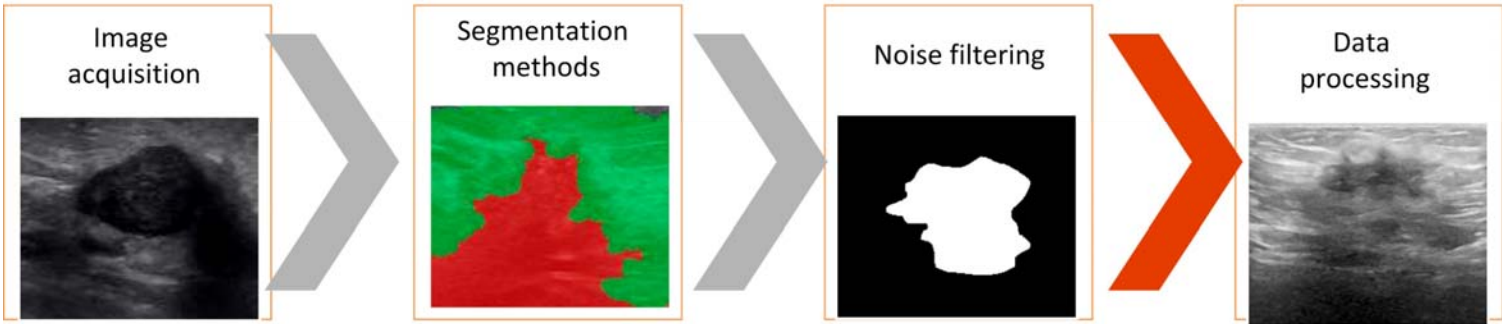 Image
acquisition
Segmentation
methods
Noise filtering
Data
processing